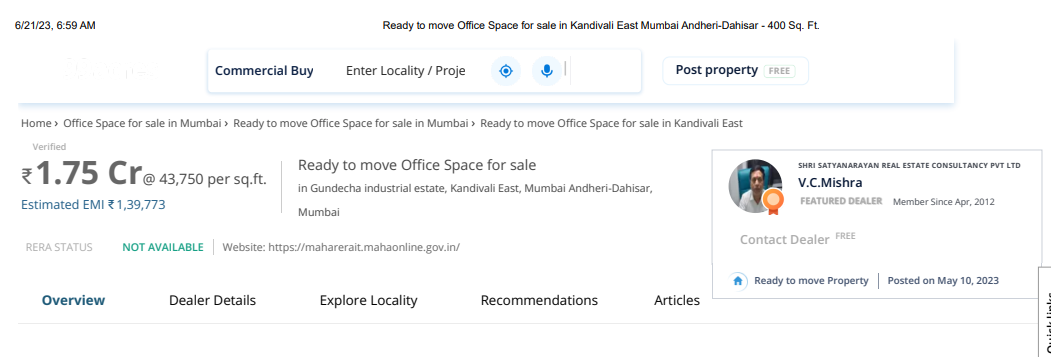 6/21/23, 6:59 AM
Ready to move Office Space for sale in Kandivali East Mumbai Andheri-Dahisar - 400 Sq. Ft.
Commercial Buy
Enter Locality / Proje
Post property FREE
Home › Office Space for sale in Mumbai › Ready to move Office Space for sale in Mumbai › Ready to move Office Space for sale in Kandivali East
Verified
₹ 1.75 Cr @ 43,750 per sq.ft.
Estimated EMI ₹ 1,39,773
Ready to move Office Space for sale
in Gundecha industrial estate, Kandivali East, Mumbai Andheri-Dahisar,
Mumbai
SHRI SATYANARAYAN REAL ESTATE CONSULTANCY PVT LTD
V.C.Mishra
FEATURED DEALER Member Since Apr, 2012
Contact Dealer FREE
Ready to move Property Posted on May 10, 2023
RERA STATUS NOT AVAILABLE Website: https://maharerait.mahaonline.gov.in/
Overview Dealer Details Explore Locality Recommendations Articles
Quick links